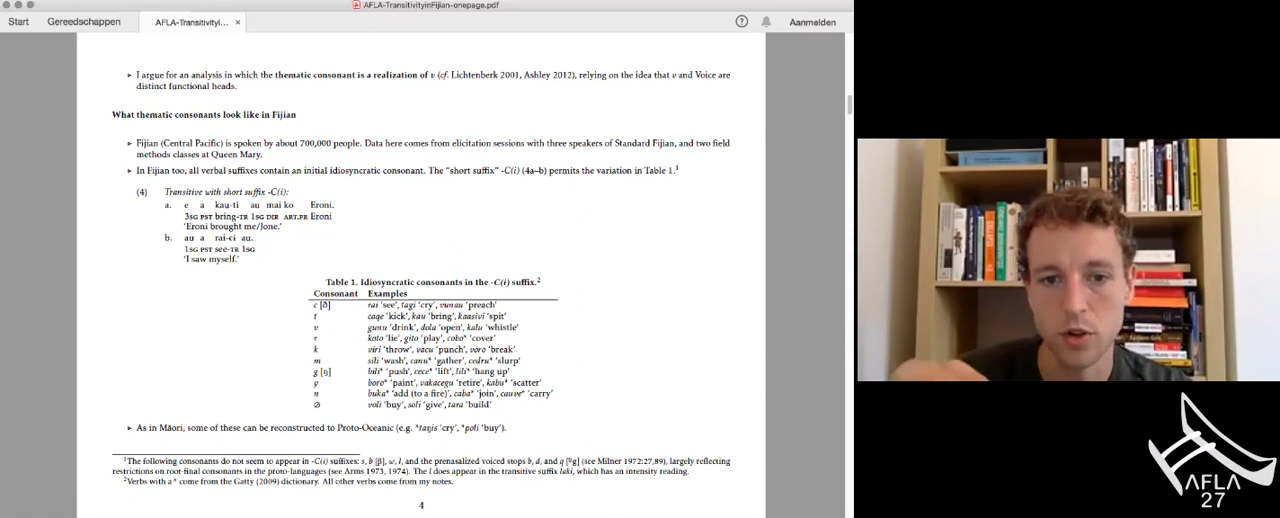 AFLA-TransitivityinFijian-onepage.pdf
Start Gereedschappen AFLA-Transitivityi... × Aanmelden
▸ I argue for an analysis in which the thematic consonant is a realization of v (cf. Lichtenberk 2001, Ashley 2012), relying on the idea that v and Voice are
distinct functional heads.
What thematic consonants look like in Fijian
▸ Fijian (Central Pacific) is spoken by about 700,000 people. Data here comes from elicitation sessions with three speakers of Standard Fijian, and two field
methods classes at Queen Mary.
▸ In Fijian too, all verbal suffixes contain an initial idiosyncratic consonant. The “short suffix” -C(i) (4a–b) permits the variation in Table 1.¹
(4) Transitive with short suffix -C(i):
a. e a kau-ti au mai ko Eroni.
3SG PST bring-TR 1SG DIR ART.PR Eroni
‘Eroni brought me/Jone.’
b. au a rai-ci au.
1SG PST see-TR 1SG
‘I saw myself.’
Table 1. Idiosyncratic consonants in the -C(i) suffix.²
Consonant Examples
c [ð] rai ‘see’, tagi ‘cry’, vunau ‘preach’
t caqe ‘kick’, kau ‘bring’, kaasivi ‘spit’
v gunu ‘drink’, dola ‘open’, kalu ‘whistle’
r koto ‘lie’, qito ‘play’, cobo* ‘cover’
k viri ‘throw’, vacu ‘punch’, voro ‘break’
m sili ‘wash’, canu* ‘gather’, codru* ‘slurp’
g [ŋ] bili* ‘push’, cece* ‘lift’, lili* ‘hang up’
y boro* ‘paint’, vakacegu ‘retire’, kabu* ‘scatter’
n buka* ‘add (to a fire)’, caba* ‘join’, cauve* ‘carry’
∅ voli ‘buy’, soli ‘give’, tara ‘build’
▸ As in Māori, some of these can be reconstructed to Proto-Oceanic (e.g. *taŋis ‘cry’, *poli ‘buy’).
¹The following consonants do not seem to appear in -C(i) suffixes: s, b [β], w, l, and the prenasalized voiced stops b, d, and q [ᵑg] (see Milner 1972:27,89), largely reflecting
restrictions on root-final consonants in the proto-languages (see Arms 1973, 1974). The l does appear in the transitive suffix laki, which has an intensity reading.
²Verbs with a * come from the Gatty (2009) dictionary. All other verbs come from my notes.
4
AFLA
27